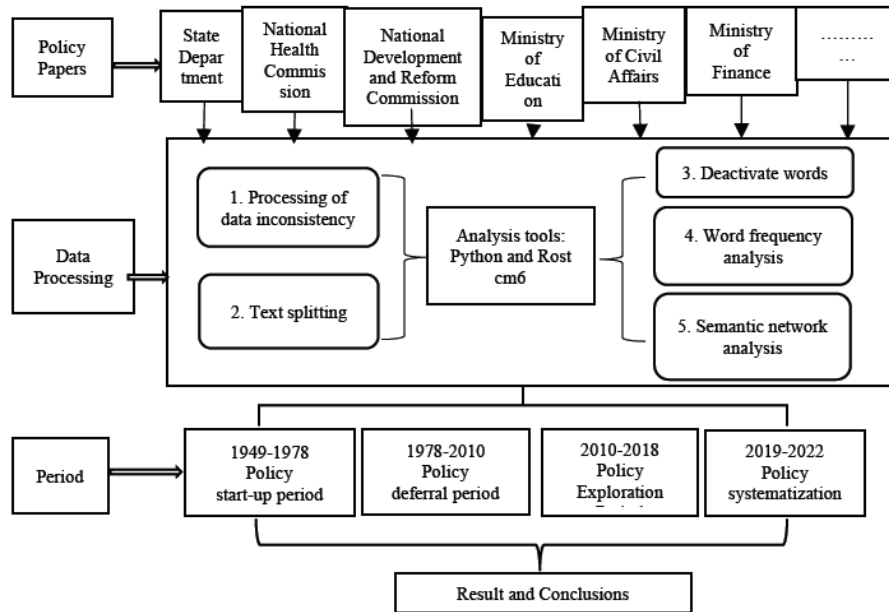 Policy
Papers
State
Depar
tment
National
Health
Commis
sion
National
Development
and Reform
Commission
Ministry
of
Educati
on
Ministry
of Civil
Affairs
Ministry
of
Finance
………
…
Data
Processing
1. Processing of
data inconsistency
2. Text splitting
Analysis tools:
Python and Rost
cm6
3. Deactivate words
4. Word frequency
analysis
5. Semantic network
analysis
Period
1949-1978
Policy
start-up period
1978-2010
Policy
deferral period
2010-2018
Policy
Exploration
2019-2022
Policy
systematization
Result and Conclusions